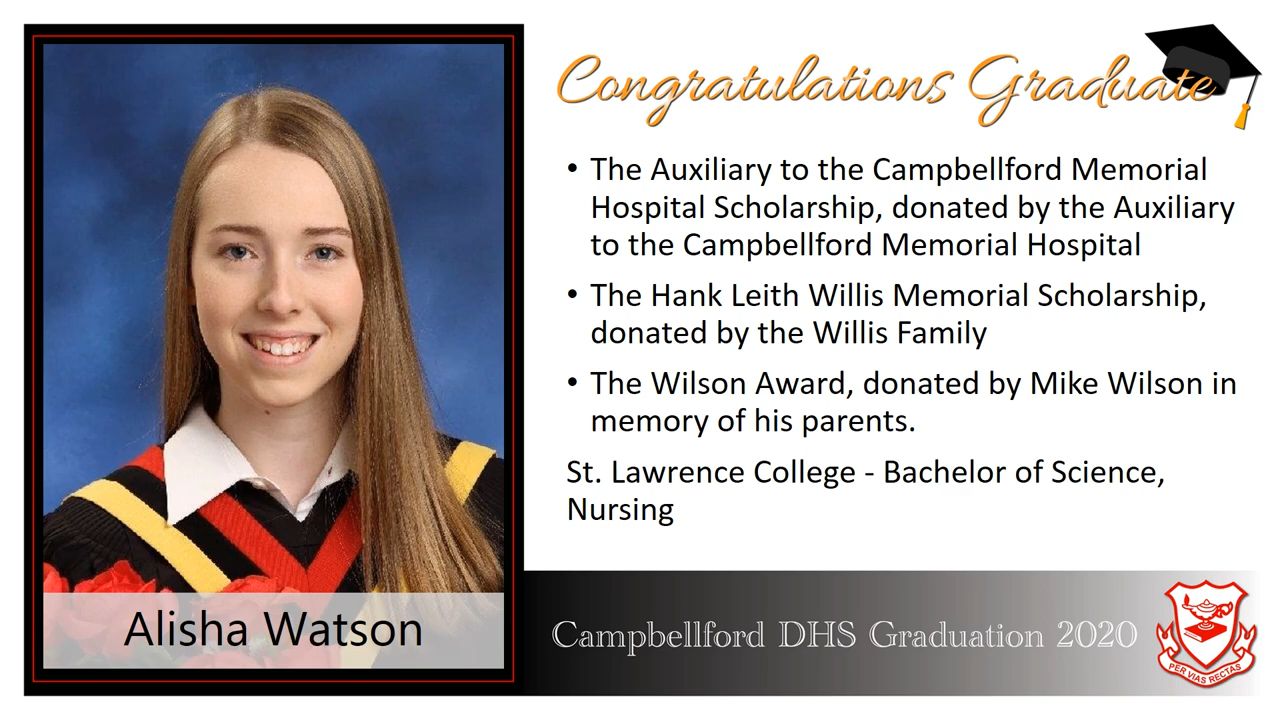 Congratulations Graduate
• The Auxiliary to the Campbellford Memorial
Hospital Scholarship, donated by the Auxiliary
to the Campbellford Memorial Hospital
• The Hank Leith Willis Memorial Scholarship,
donated by the Willis Family
• The Wilson Award, donated by Mike Wilson in
memory of his parents.
St. Lawrence College - Bachelor of Science,
Nursing
Alisha Watson
Campbellford DHS Graduation 2020
PER VIAS RECTAS